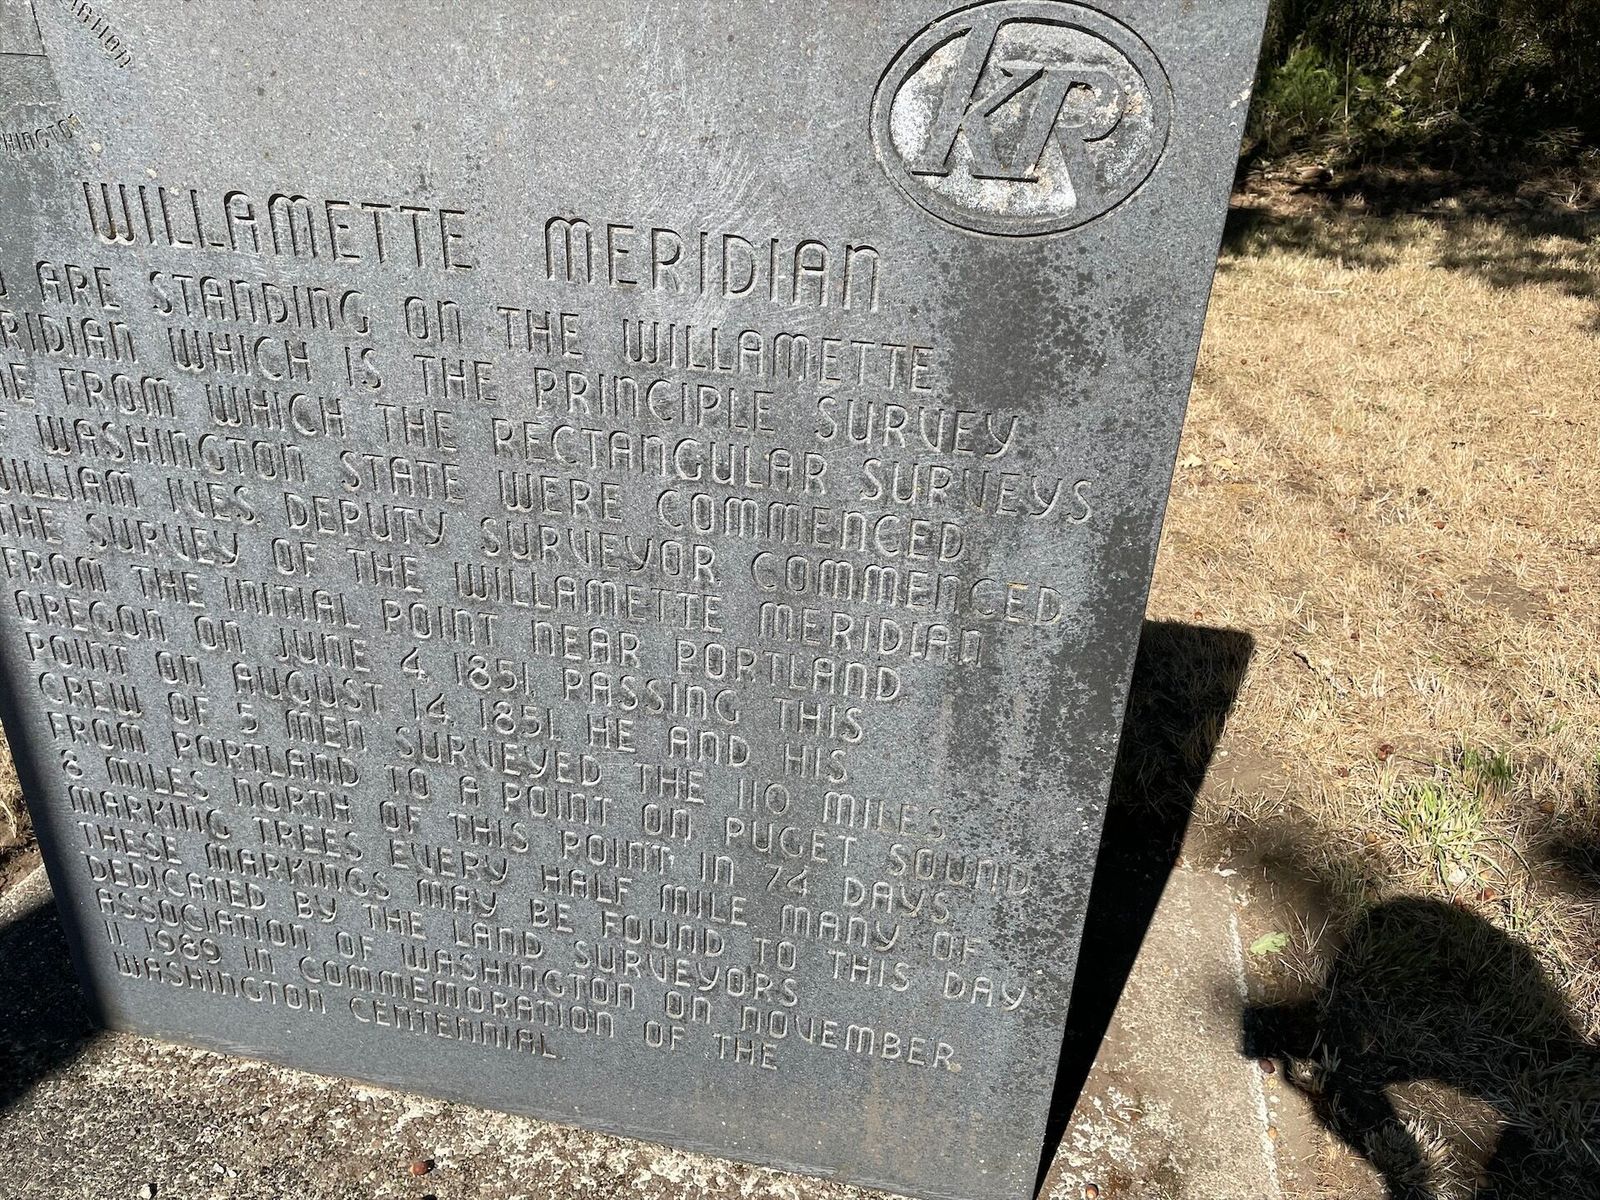 HINGTON
KR
WILLAMETTE MERIDIAN
ARE STANDING ON THE WILLAMETTE
RIDIAN WHICH IS THE PRINCIPLE SURVEY
NE FROM WHICH THE RECTANGULAR SURVEYS
F WASHINGTON STATE WERE COMMENCED
WILLIAM IVES, DEPUTY SURVEYOR, COMMENCED
THE SURVEY OF THE WILLAMETTE MERIDIAN
FROM THE INITIAL POINT NEAR PORTLAND
OREGON ON JUNE 4, 1851, PASSING THIS
POINT ON AUGUST 14, 1851. HE AND HIS
CREW OF 5 MEN SURVEYED THE 110 MILES
FROM PORTLAND TO A POINT ON PUGET SOUND
8 MILES NORTH OF THIS POINT, IN 74 DAYS
MARKING TREES EVERY HALF MILE MANY OF
THESE MARKINGS MAY BE FOUND TO THIS DAY
DEDICATED BY THE LAND SURVEYORS
ASSOCIATION OF WASHINGTON ON NOVEMBER
11, 1989 IN COMMEMORATION OF THE
WASHINGTON CENTENNIAL.